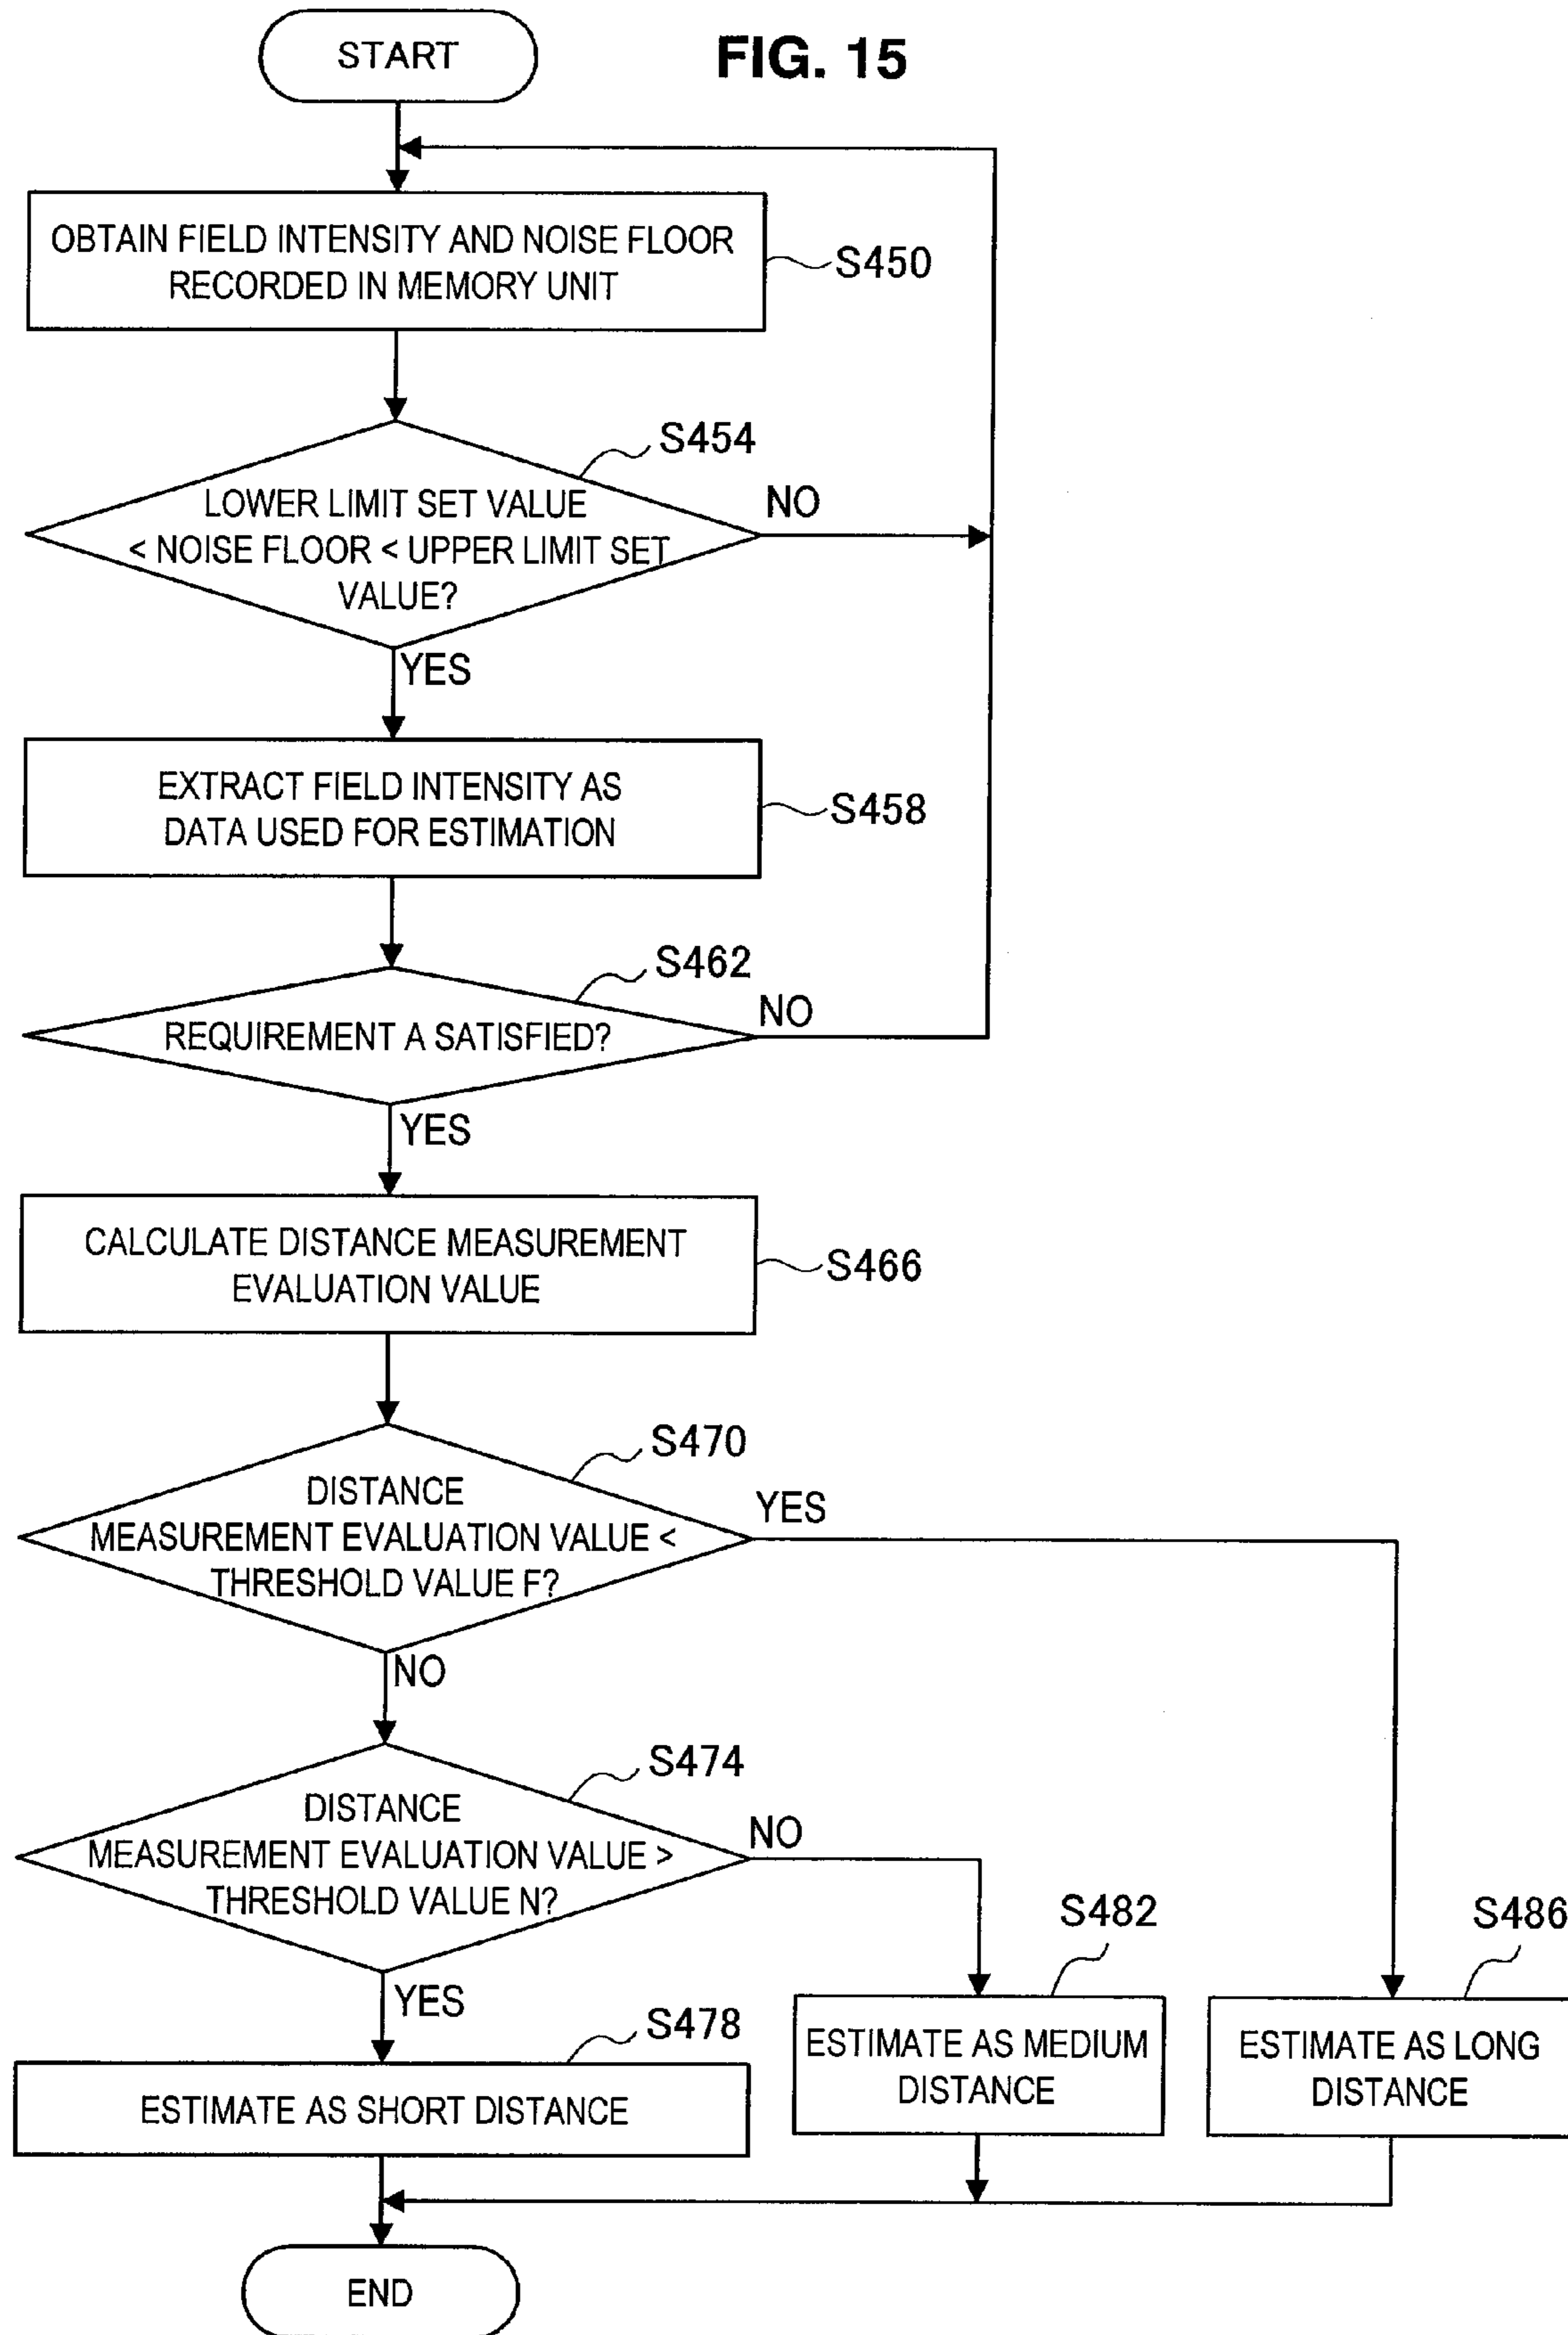 START
FIG. 15
OBTAIN FIELD INTENSITY AND NOISE FLOOR
RECORDED IN MEMORY UNIT
S450
S454
LOWER LIMIT SET VALUE
< NOISE FLOOR < UPPER LIMIT SET
VALUE?
NO
YES
EXTRACT FIELD INTENSITY AS
DATA USED FOR ESTIMATION
S458
S462
REQUIREMENT A SATISFIED?
NO
YES
CALCULATE DISTANCE MEASUREMENT
EVALUATION VALUE
S466
S470
DISTANCE
MEASUREMENT EVALUATION VALUE <
THRESHOLD VALUE F?
YES
NO
S474
DISTANCE
MEASUREMENT EVALUATION VALUE >
THRESHOLD VALUE N?
NO
YES
S478
ESTIMATE AS SHORT DISTANCE
S482
ESTIMATE AS MEDIUM
DISTANCE
S486
ESTIMATE AS LONG
DISTANCE
END